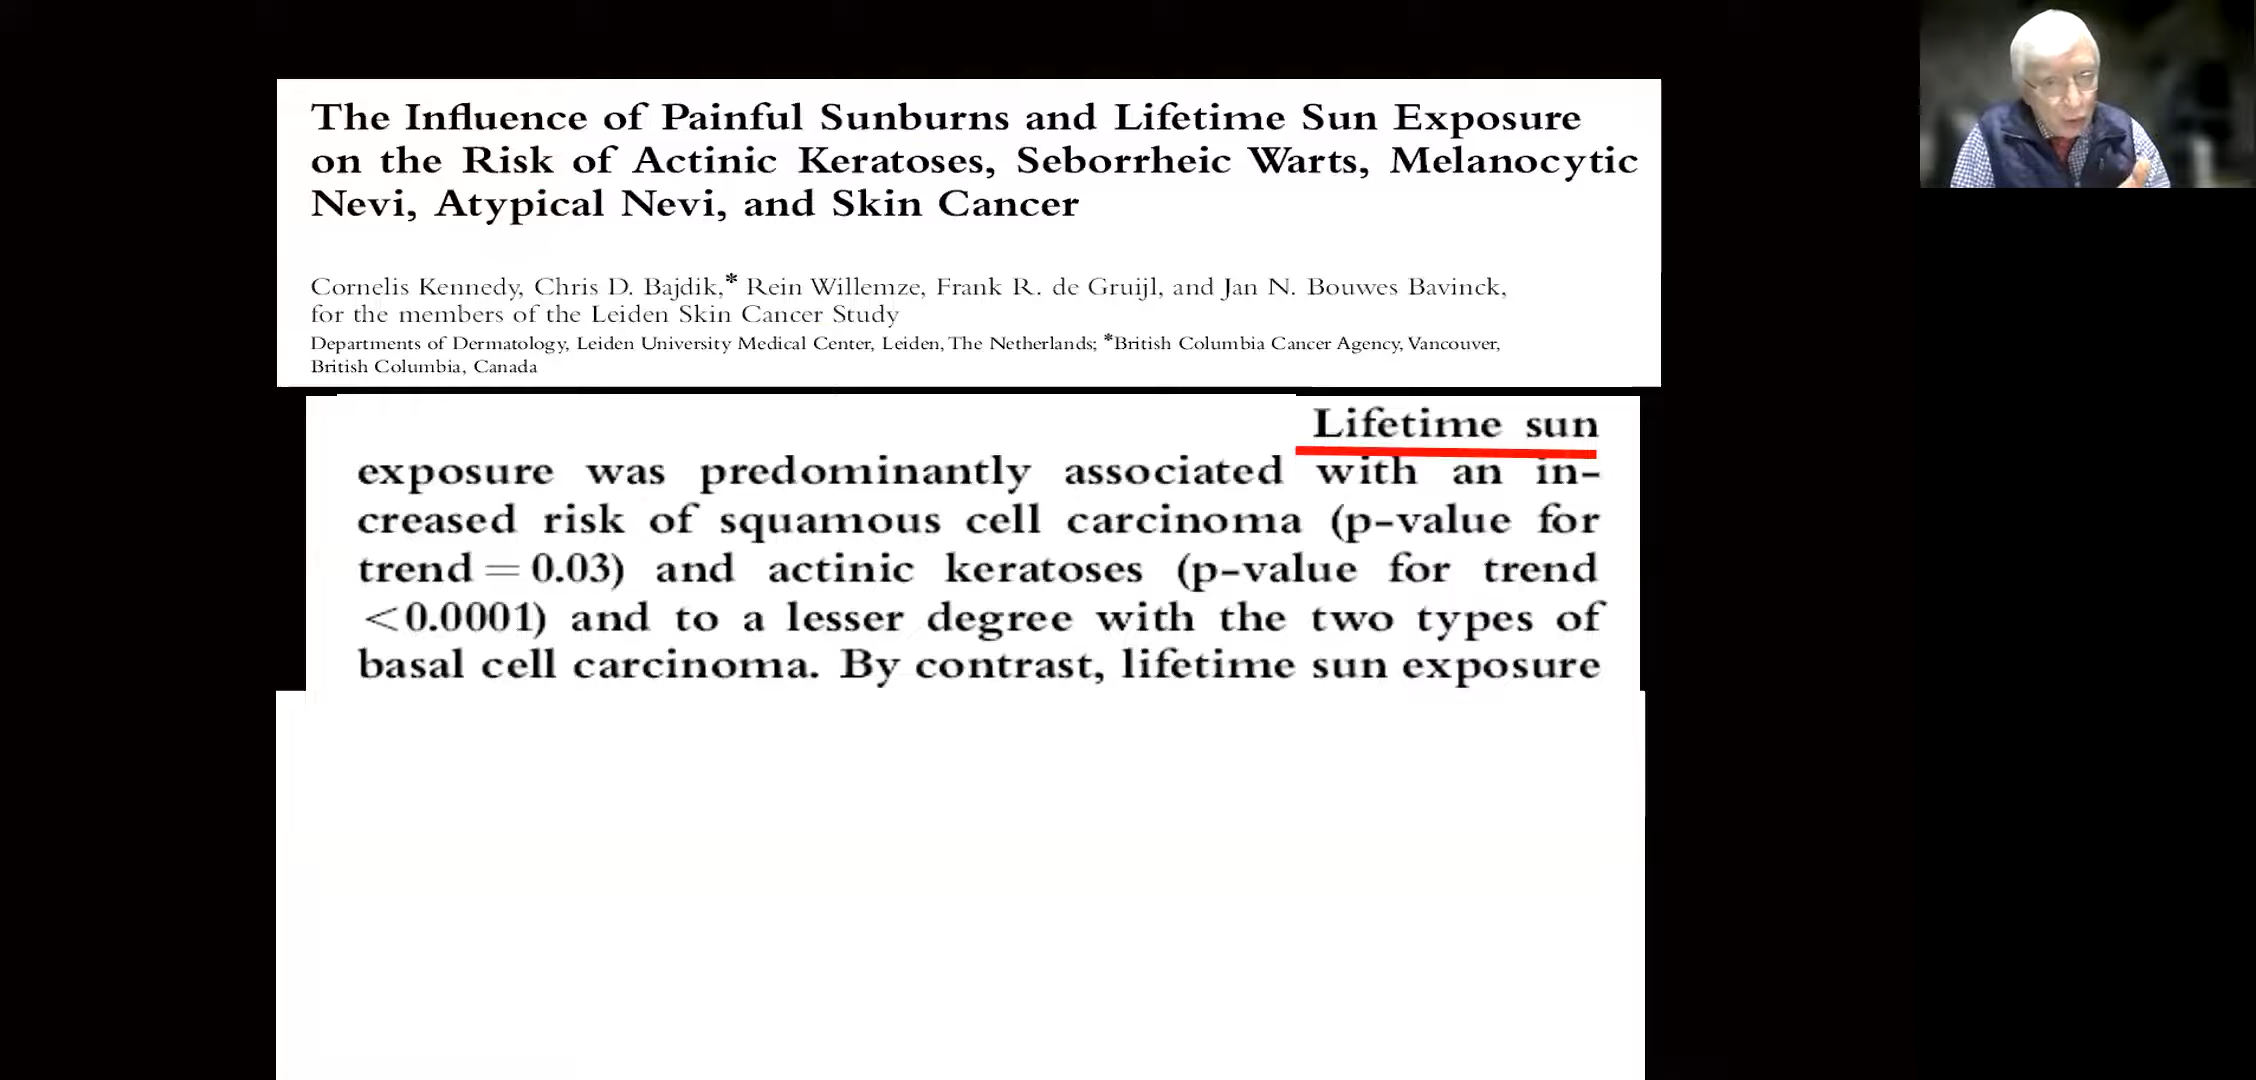 The Influence of Painful Sunburns and Lifetime Sun Exposure
on the Risk of Actinic Keratoses, Seborrheic Warts, Melanocytic
Nevi, Atypical Nevi, and Skin Cancer
Cornelis Kennedy, Chris D. Bajdik,* Rein Willemze, Frank R. de Gruijl, and Jan N. Bouwes Bavinck,
for the members of the Leiden Skin Cancer Study
Departments of Dermatology, Leiden University Medical Center, Leiden, The Netherlands; *British Columbia Cancer Agency, Vancouver,
British Columbia, Canada
Lifetime sun
exposure was predominantly associated with an in-
creased risk of squamous cell carcinoma (p-value for
trend = 0.03) and actinic keratoses (p-value for trend
<0.0001) and to a lesser degree with the two types of
basal cell carcinoma. By contrast, lifetime sun exposure